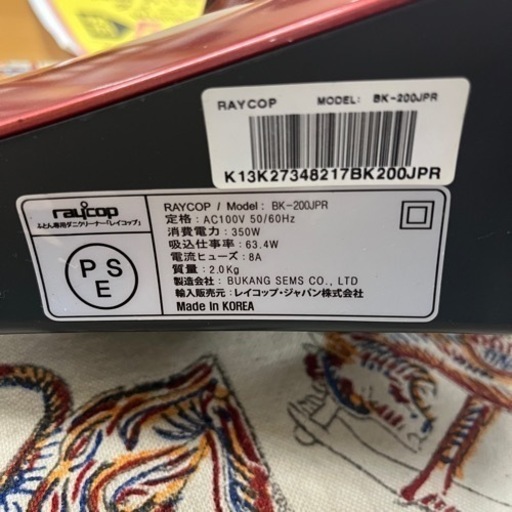 RAYCOP MODEL: BK-200JPR
K13K27348217BK200JPR
raycop
ふとん専用ダニクリーナー「レイコップ」
PSE
RAYCOP / Model: BK-200JPR
定格：AC100V 50/60Hz
消費電力：350W
吸込仕事率：63.4W
電流ヒューズ：8A
質量：2.0Kg
製造会社： BUKANG SEMS CO., LTD
輸入販売元：レイコップ・ジャパン株式会社
Made In KOREA